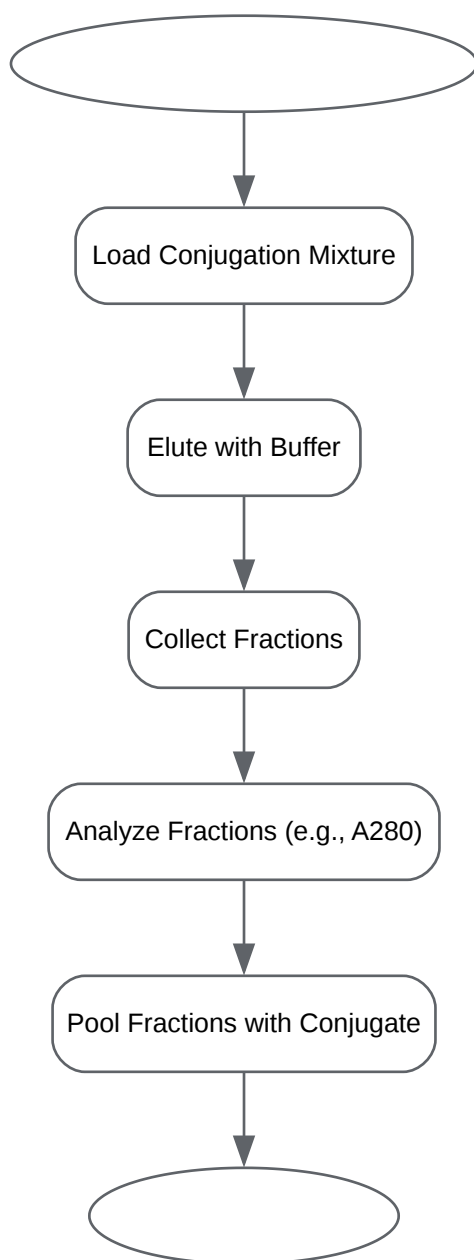 Load Conjugation Mixture
Elute with Buffer
Collect Fractions
Analyze Fractions (e.g., A280)
Pool Fractions with Conjugate